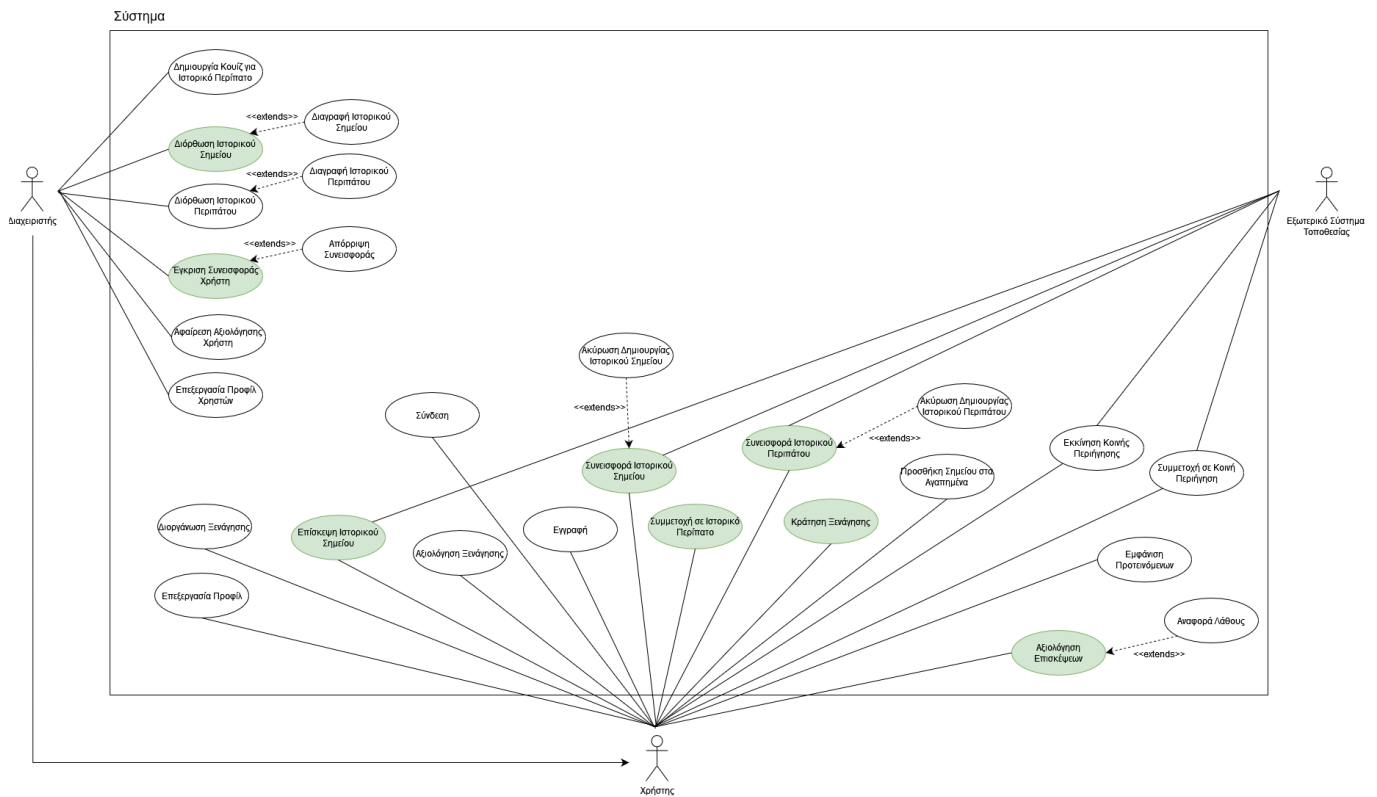 Σύστημα
Δημιουργία Κουίζ για
Ιστορικό Περίπατο
<<extends>>
Διαγραφή Ιστορικού
Σημείου
Διόρθωση Ιστορικού
Σημείου
<<extends>>
Διαγραφή Ιστορικού
Περιπάτου
Διόρθωση Ιστορικού
Περιπάτου
Διαχειριστής
Εξωτερικό Σύστημα
Τοποθεσίας
<<extends>>
Απόρριψη
Συνεισφοράς
Έγκριση Συνεισφοράς
Χρήστη
Αφαίρεση Αξιολόγησης
Χρήστη
Επεξεργασία Προφίλ
Χρηστών
Ακύρωση Δημιουργίας
Ιστορικού Σημείου
<<extends>>
Σύνδεση
Ακύρωση Δημιουργίας
Ιστορικού Περιπάτου
<<extends>>
Συνεισφορά Ιστορικού
Σημείου
Συνεισφορά Ιστορικού
Περιπάτου
Εκκίνηση Κοινής
Περιήγησης
Προσθήκη Σημείου στα
Αγαπημένα
Συμμετοχή σε Κοινή
Περιήγηση
Διοργάνωση Ξενάγησης
Επίσκεψη Ιστορικού
Σημείου
Αξιολόγηση Ξενάγησης
Εγγραφή
Συμμετοχή σε Ιστορικό
Περίπατο
Κράτηση Ξενάγησης
Εμφάνιση
Προτεινόμενων
Επεξεργασία Προφίλ
Αναφορά Λάθους
<<extends>>
Αξιολόγηση
Επισκέψεων
Χρήστης